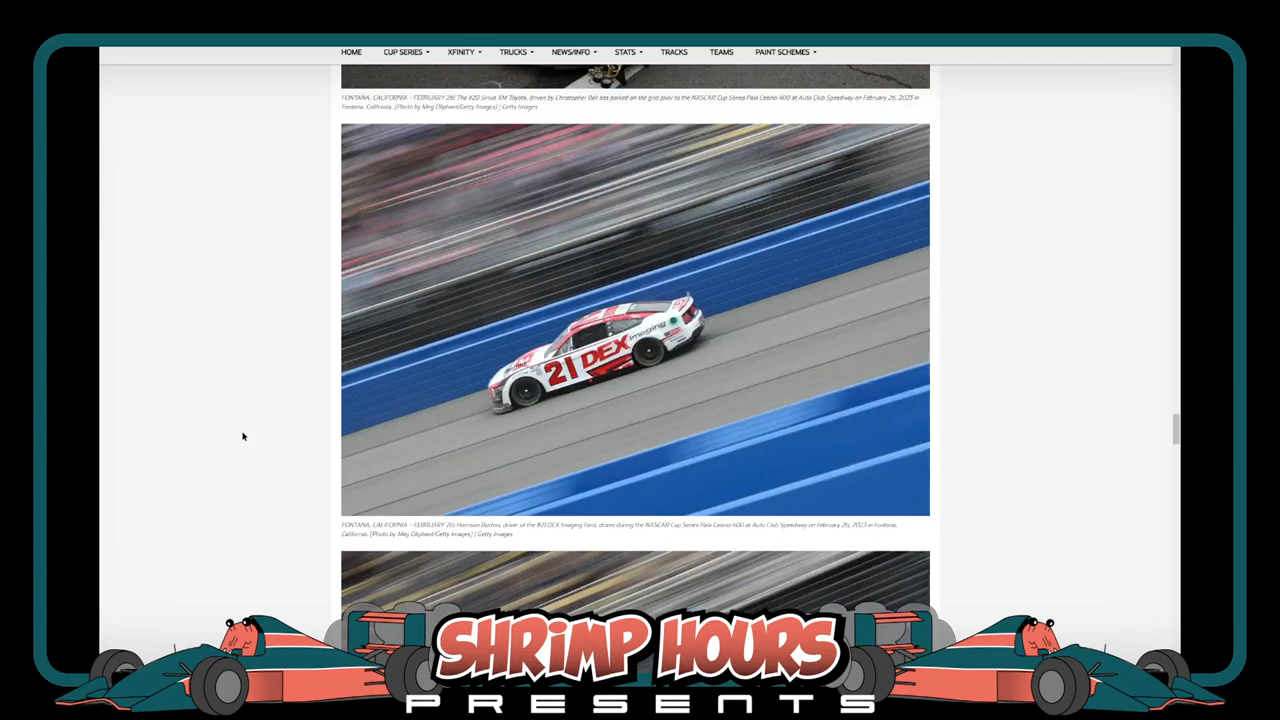 HOME CUP SERIES XFINITY TRUCKS NEWS/INFO STATS TRACKS TEAMS PAINT SCHEMES
FONTANA, CALIFORNIA - FEBRUARY 26: The #20 Sirius XM Toyota, driven by Christopher Bell sits parked on the grid prior to the NASCAR Cup Series Pala Casino 400 at Auto Club Speedway on February 26, 2023 in
Fontana, California. (Photo by Meg Oliphant/Getty Images) | Getty Images
21 DEX imaging
FONTANA, CALIFORNIA - FEBRUARY 26: Harrison Burton, driver of the #21 DEX Imaging Ford, drives during the NASCAR Cup Series Pala Casino 400 at Auto Club Speedway on February 26, 2023 in Fontana,
California. (Photo by Meg Oliphant/Getty Images) | Getty Images
SHRiMP HOURS
PRESENTS